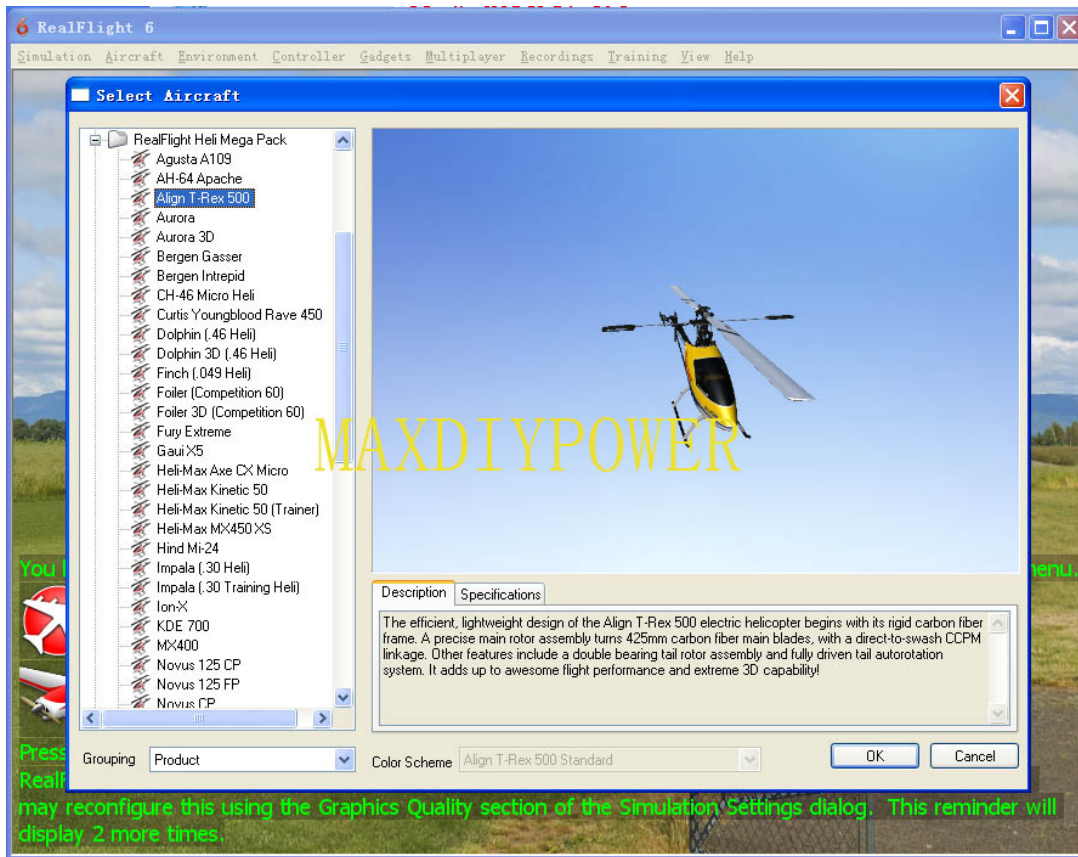 RealFlight 6
Simulation Aircraft Environment Controller Gadgets Multiplayer Recordings Training View Help
Select Aircraft
RealFlight Heli Mega Pack
Agusta A109
AH-64 Apache
Align T-Rex 500
Aurora
Aurora 3D
Bergen Gasser
Bergen Intrepid
CH-46 Micro Heli
Curtis Youngblood Rave 450
Dolphin (.46 Heli)
Dolphin 3D (.46 Heli)
Finch (.049 Heli)
Foiler (Competition 60)
Foiler 3D (Competition 60)
Fury Extreme
Gaui X5
Heli-Max Axe CX Micro
Heli-Max Kinetic 50
Heli-Max Kinetic 50 (Trainer)
Heli-Max MX450 XS
Hind Mi-24
Impala (.30 Heli)
Impala (.30 Training Heli)
Ion-X
KDE 700
MX400
Novus 125 CP
Novus 125 FP
Novus CP
MAXDIYPOWER
Description Specifications
The efficient, lightweight design of the Align T-Rex 500 electric helicopter begins with its rigid carbon fiber
frame. A precise main rotor assembly turns 425mm carbon fiber main blades, with a direct-to-swash CCPM
linkage. Other features include a double bearing tail rotor assembly and fully driven tail autorotation
system. It adds up to awesome flight performance and extreme 3D capability!
Grouping Product
Color Scheme Align T-Rex 500 Standard
OK Cancel
You
menu.
Press
RealF
may reconfigure this using the Graphics Quality section of the Simulation Settings dialog. This reminder will
display 2 more times.